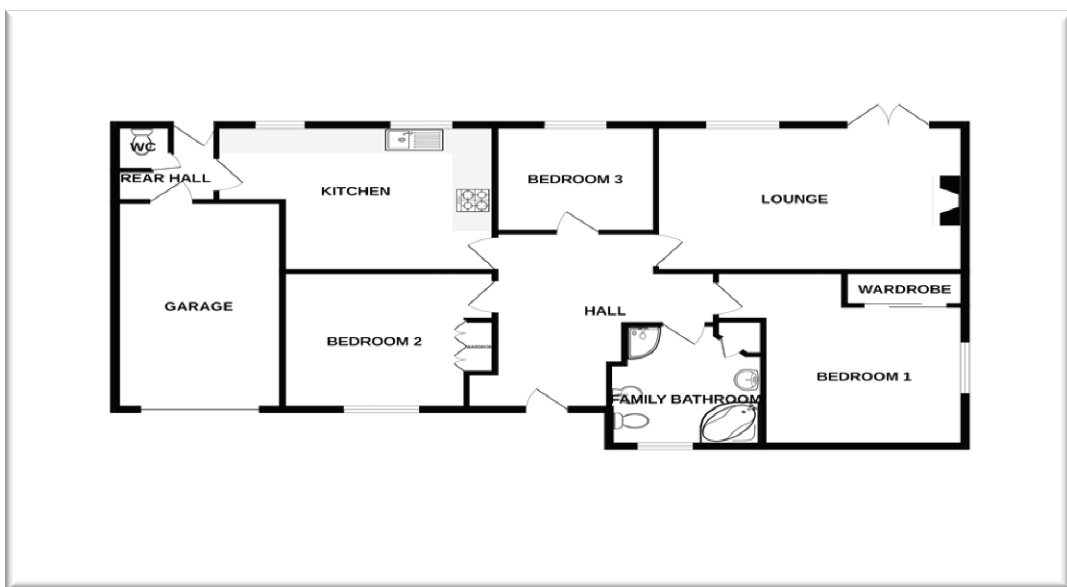 WC
REAR HALL
KITCHEN
BEDROOM 3
LOUNGE
GARAGE
BEDROOM 2
HALL
WARDROBE
BEDROOM 1
FAMILY BATHROOM